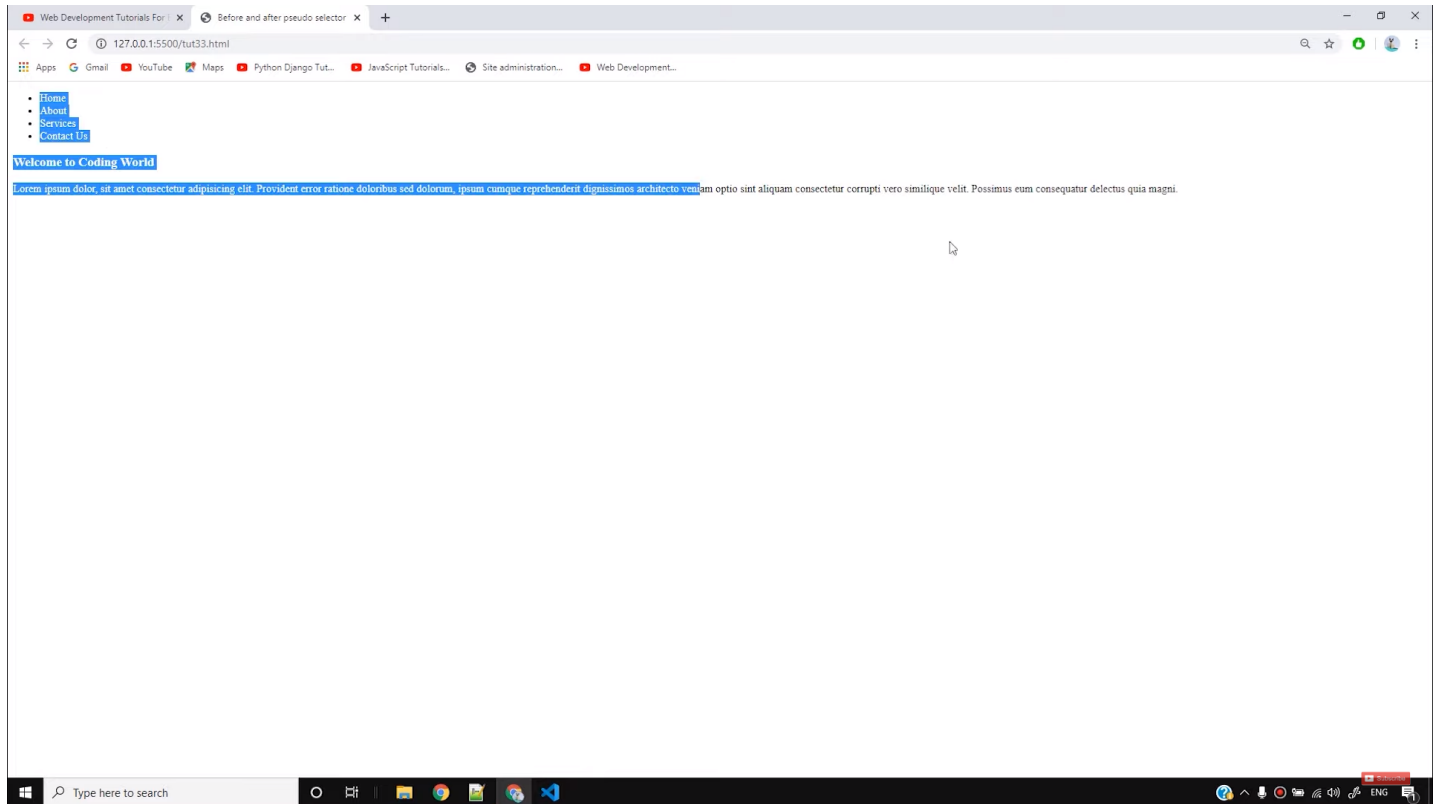 Web Development Tutorials For
Before and after pseudo selector
127.0.0.1:5500/tut33.html
Apps
Gmail
YouTube
Maps
Python Django Tut...
JavaScript Tutorials...
Site administration...
Web Development...
Home
About
Services
Contact Us
Welcome to Coding World
Lorem ipsum dolor, sit amet consectetur adipisicing elit. Provident error ratione doloribus sed dolorum, ipsum cumque reprehenderit dignissimos architecto veniam optio sint aliquam consectetur corrupti vero similique velit. Possimus eum consequatur delectus quia magni.
Subscribe
Type here to search
ENG